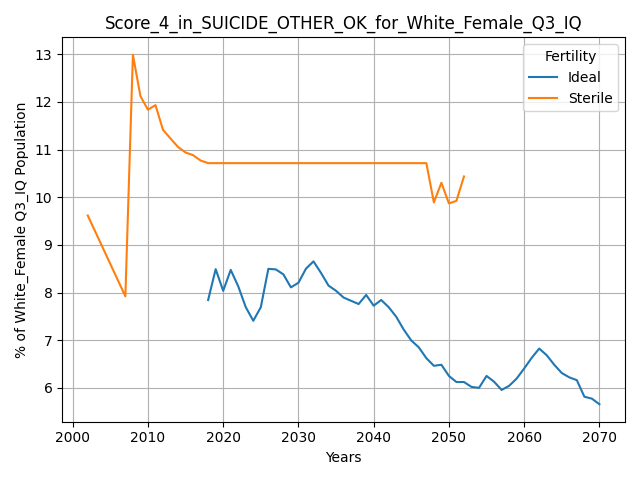 Score_4_in_SUICIDE_OTHER_OK_for_White_Female_Q3_IQ
Fertility
Ideal
Sterile
% of White_Female Q3_IQ Population
13
12
11
10
9
8
7
6
2000 2010 2020 2030 2040 2050 2060 2070
Years